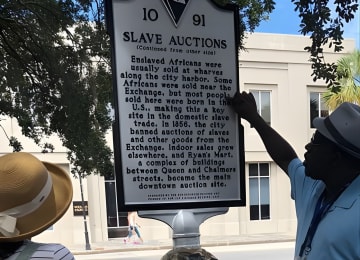 10 91
SLAVE AUCTIONS
(Continued from other side)
Enslaved Africans were
usually sold at wharves
along the city harbor. Some
Africans were sold near the
Exchange, but most people
sold here were born in the
U.S., making this a key
site in the domestic slave
trade. In 1856, the city
banned auctions of slaves
and other goods from the
Exchange. Indoor sales grew
elsewhere, and Ryan's Mart,
a complex of buildings
between Queen and Chalmers
streets, became the main
downtown auction site.